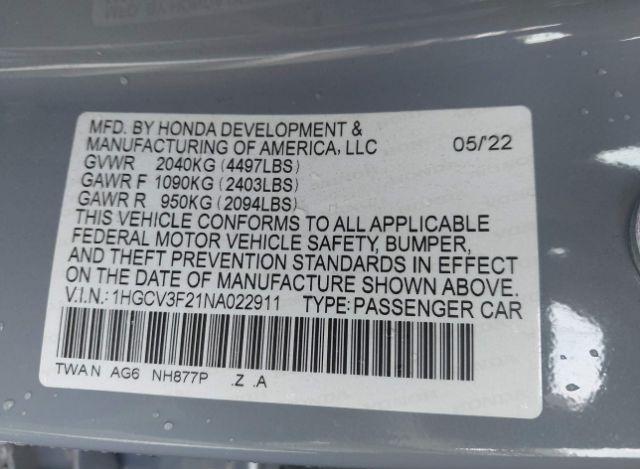 MFD. BY HONDA DEVELOPMENT &
MANUFACTURING OF AMERICA, LLC 05/'22
GVWR 2040KG (4497LBS)
GAWR F 1090KG (2403LBS)
GAWR R 950KG (2094LBS)
THIS VEHICLE CONFORMS TO ALL APPLICABLE
FEDERAL MOTOR VEHICLE SAFETY, BUMPER,
AND THEFT PREVENTION STANDARDS IN EFFECT
ON THE DATE OF MANUFACTURE SHOWN ABOVE.
V.I.N.: 1HGCV3F21NA022911 TYPE: PASSENGER CAR
TWAN AG6 NH877P .Z .A